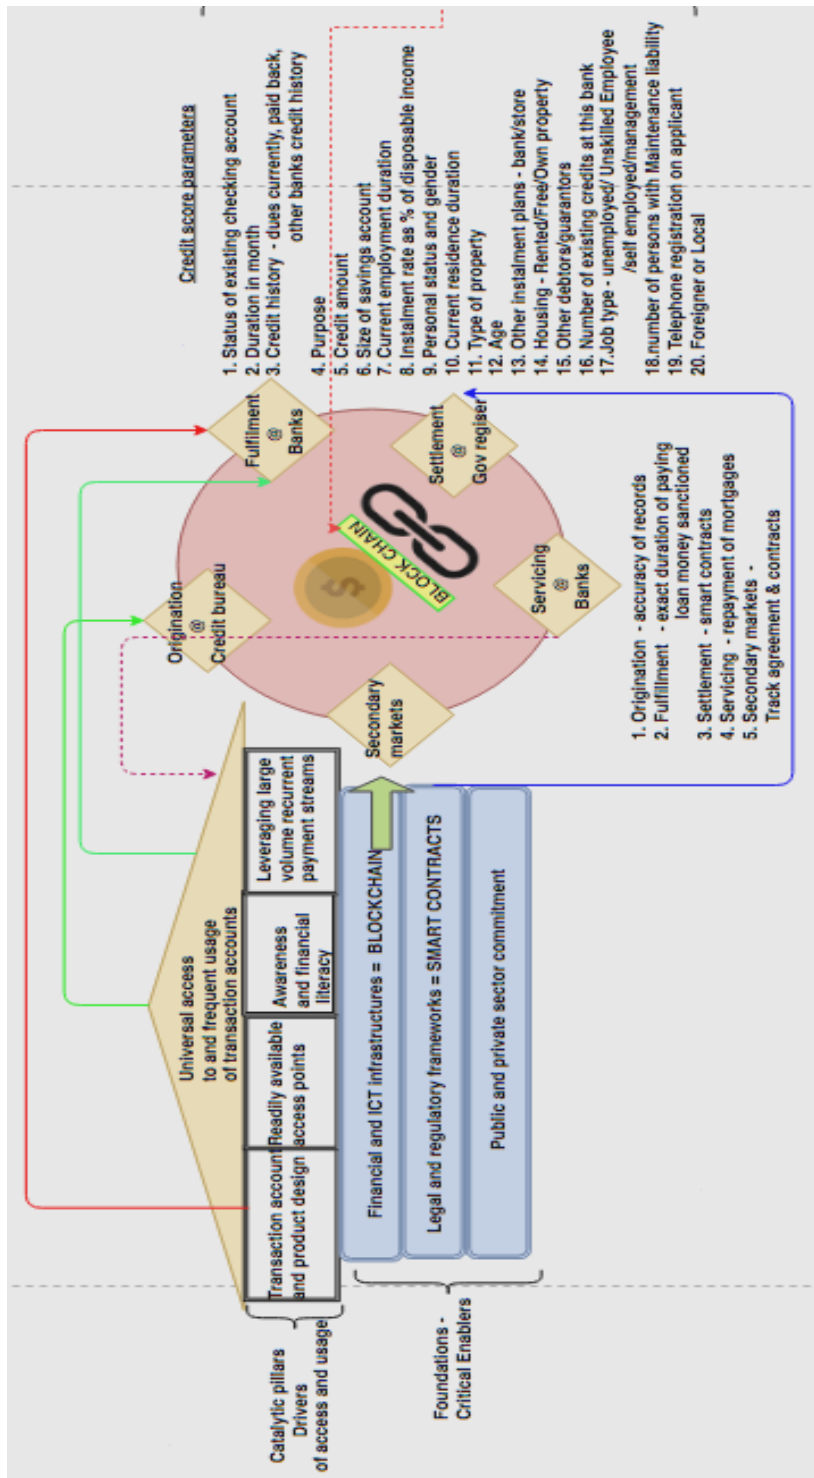 Universal access
to and frequent usage
of transaction accounts
Catalytic pillars
Drivers
of access and usage
Transaction account
and product design
Readily available
access points
Awareness
and financial
literacy
Leveraging large
volume recurrent
payment streams
Foundations -
Critical Enablers
Financial and ICT infrastructures = BLOCKCHAIN
Legal and regulatory frameworks = SMART CONTRACTS
Public and private sector commitment
Origination
@
Credit bureau
Fulfillment
@
Banks
Secondary
markets
BLOCK CHAIN
$
Settlement
@
Gov regiser
Servicing
@
Banks
1. Origination - accuracy of records
2. Fulfillment - exact duration of paying
loan money sanctioned
3. Settlement - smart contracts
4. Servicing - repayment of mortgages
5. Secondary markets -
Track agreement & contracts
Credit score parameters
1. Status of existing checking account
2. Duration in month
3. Credit history - dues currently, paid back,
other banks credit history
4. Purpose
5. Credit amount
6. Size of savings account
7. Current employment duration
8. Instalment rate as % of disposable income
9. Personal status and gender
10. Current residence duration
11. Type of property
12. Age
13. Other instalment plans - bank/store
14. Housing - Rented/Free/Own property
15. Other debtors/guarantors
16. Number of existing credits at this bank
17.Job type - unemployed/ Unskilled Employee
/self employed/management
18.number of persons with Maintenance liability
19. Telephone registration on applicant
20. Foreigner or Local